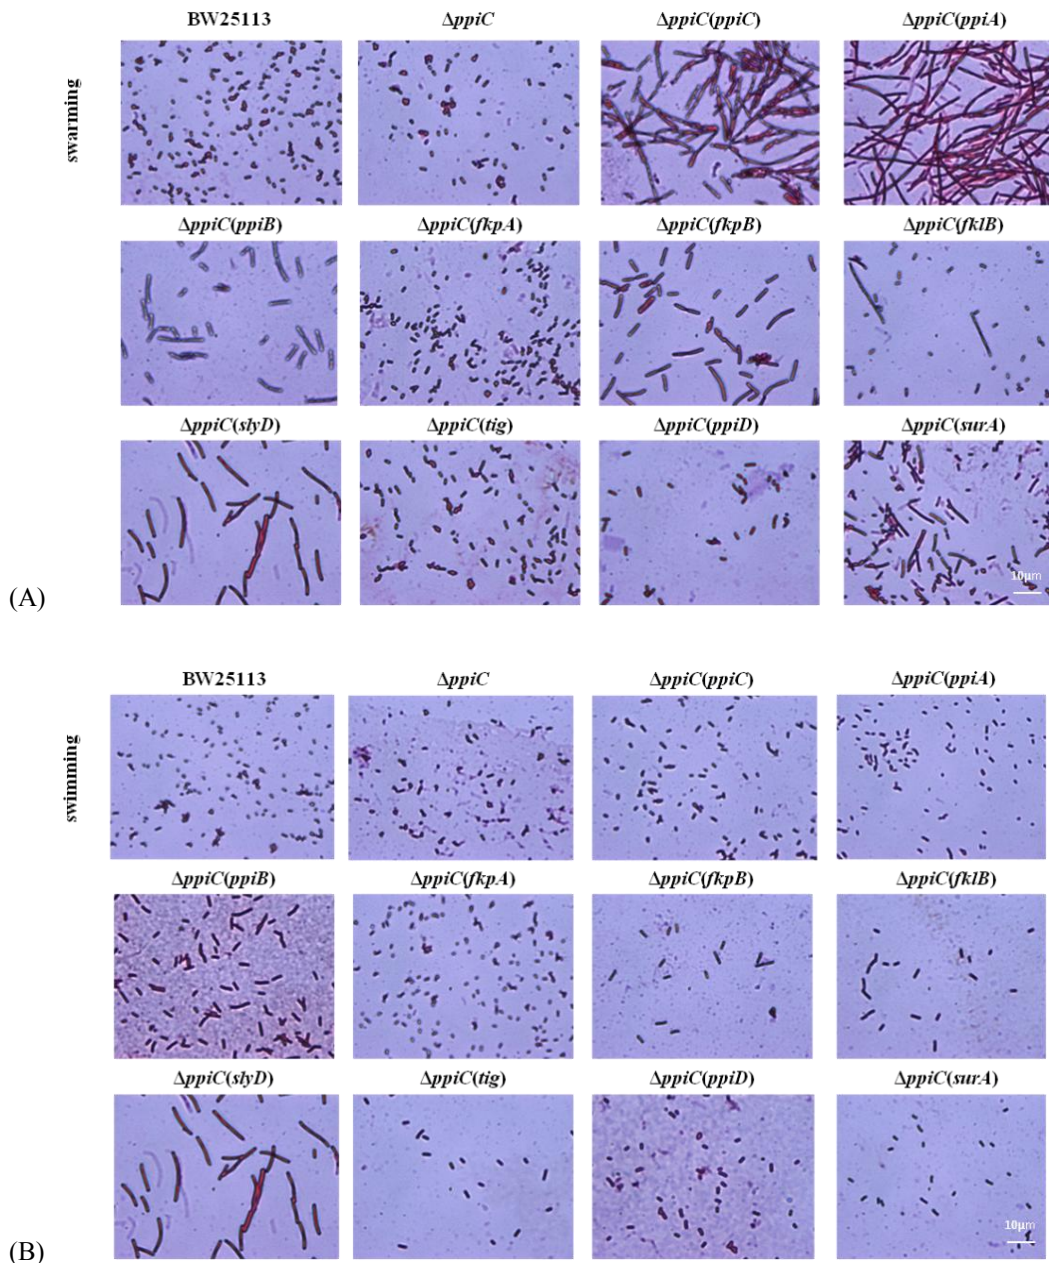 BW25113 ΔppiC ΔppiC(ppiC) ΔppiC(ppiA)
swarming
ΔppiC(ppiB) ΔppiC(fkpA) ΔppiC(fkpB) ΔppiC(fklB)
ΔppiC(slyD) ΔppiC(tig) ΔppiC(ppiD) ΔppiC(surA)
10μm
(A)
BW25113 ΔppiC ΔppiC(ppiC) ΔppiC(ppiA)
swimming
ΔppiC(ppiB) ΔppiC(fkpA) ΔppiC(fkpB) ΔppiC(fklB)
ΔppiC(slyD) ΔppiC(tig) ΔppiC(ppiD) ΔppiC(surA)
10μm
(B)